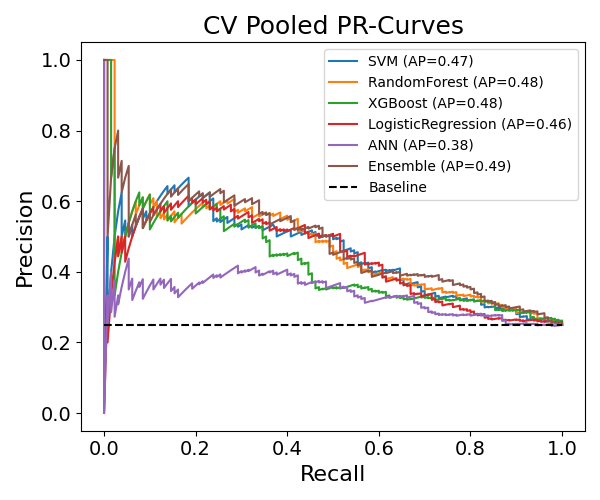 CV Pooled PR-Curves
SVM (AP=0.47)
RandomForest (AP=0.48)
XGBoost (AP=0.48)
LogisticRegression (AP=0.46)
ANN (AP=0.38)
Ensemble (AP=0.49)
Baseline
Precision
1.0
0.8
0.6
0.4
0.2
0.0
0.0 0.2 0.4 0.6 0.8 1.0
Recall